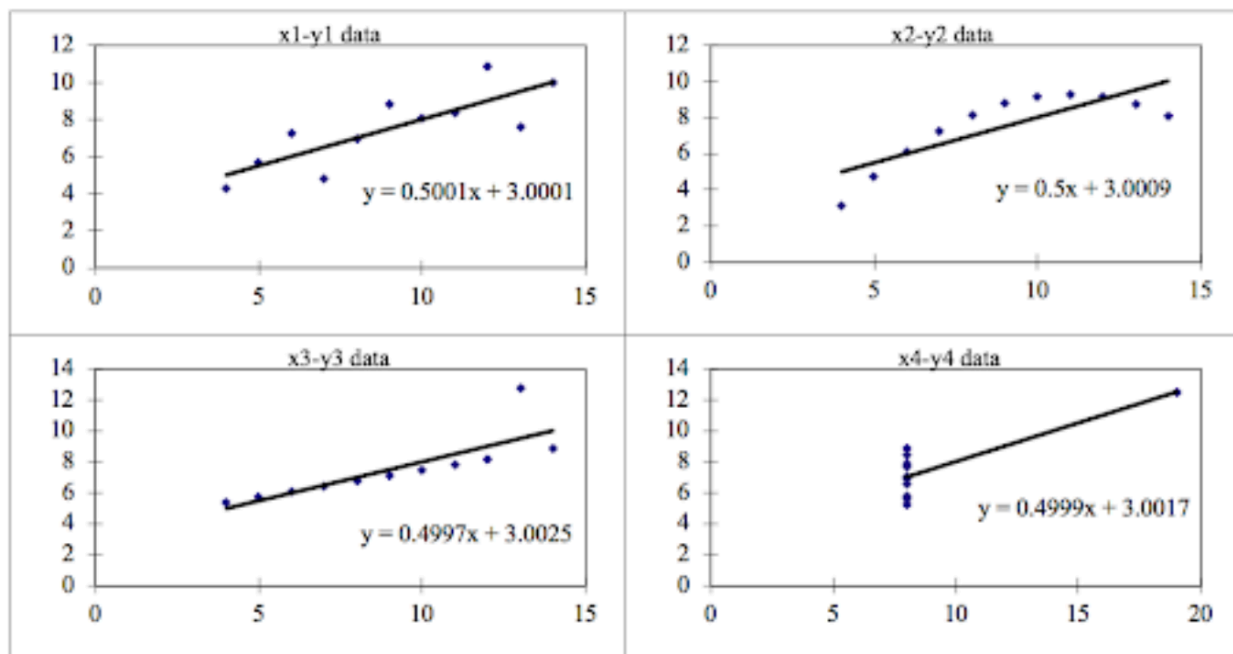 x1-y1 data
12
10
8
6
4
2
0
y = 0.5001x + 3.0001
0 5 10 15
x2-y2 data
12
10
8
6
4
2
0
y = 0.5x + 3.0009
0 5 10 15
x3-y3 data
14
12
10
8
6
4
2
0
y = 0.4997x + 3.0025
0 5 10 15
x4-y4 data
14
12
10
8
6
4
2
0
y = 0.4999x + 3.0017
0 5 10 15 20